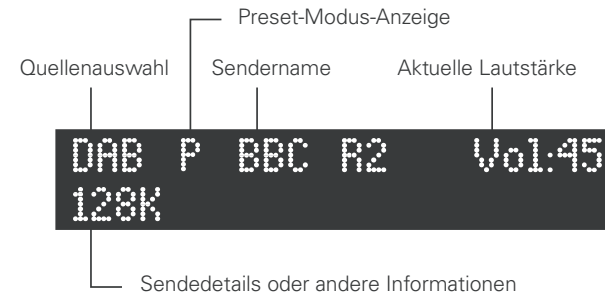 Preset-Modus-Anzeige
Quellenauswahl Sendername Aktuelle Lautstärke
DAB P BBC R2 Vol:45
128K
Sendedetails oder andere Informationen